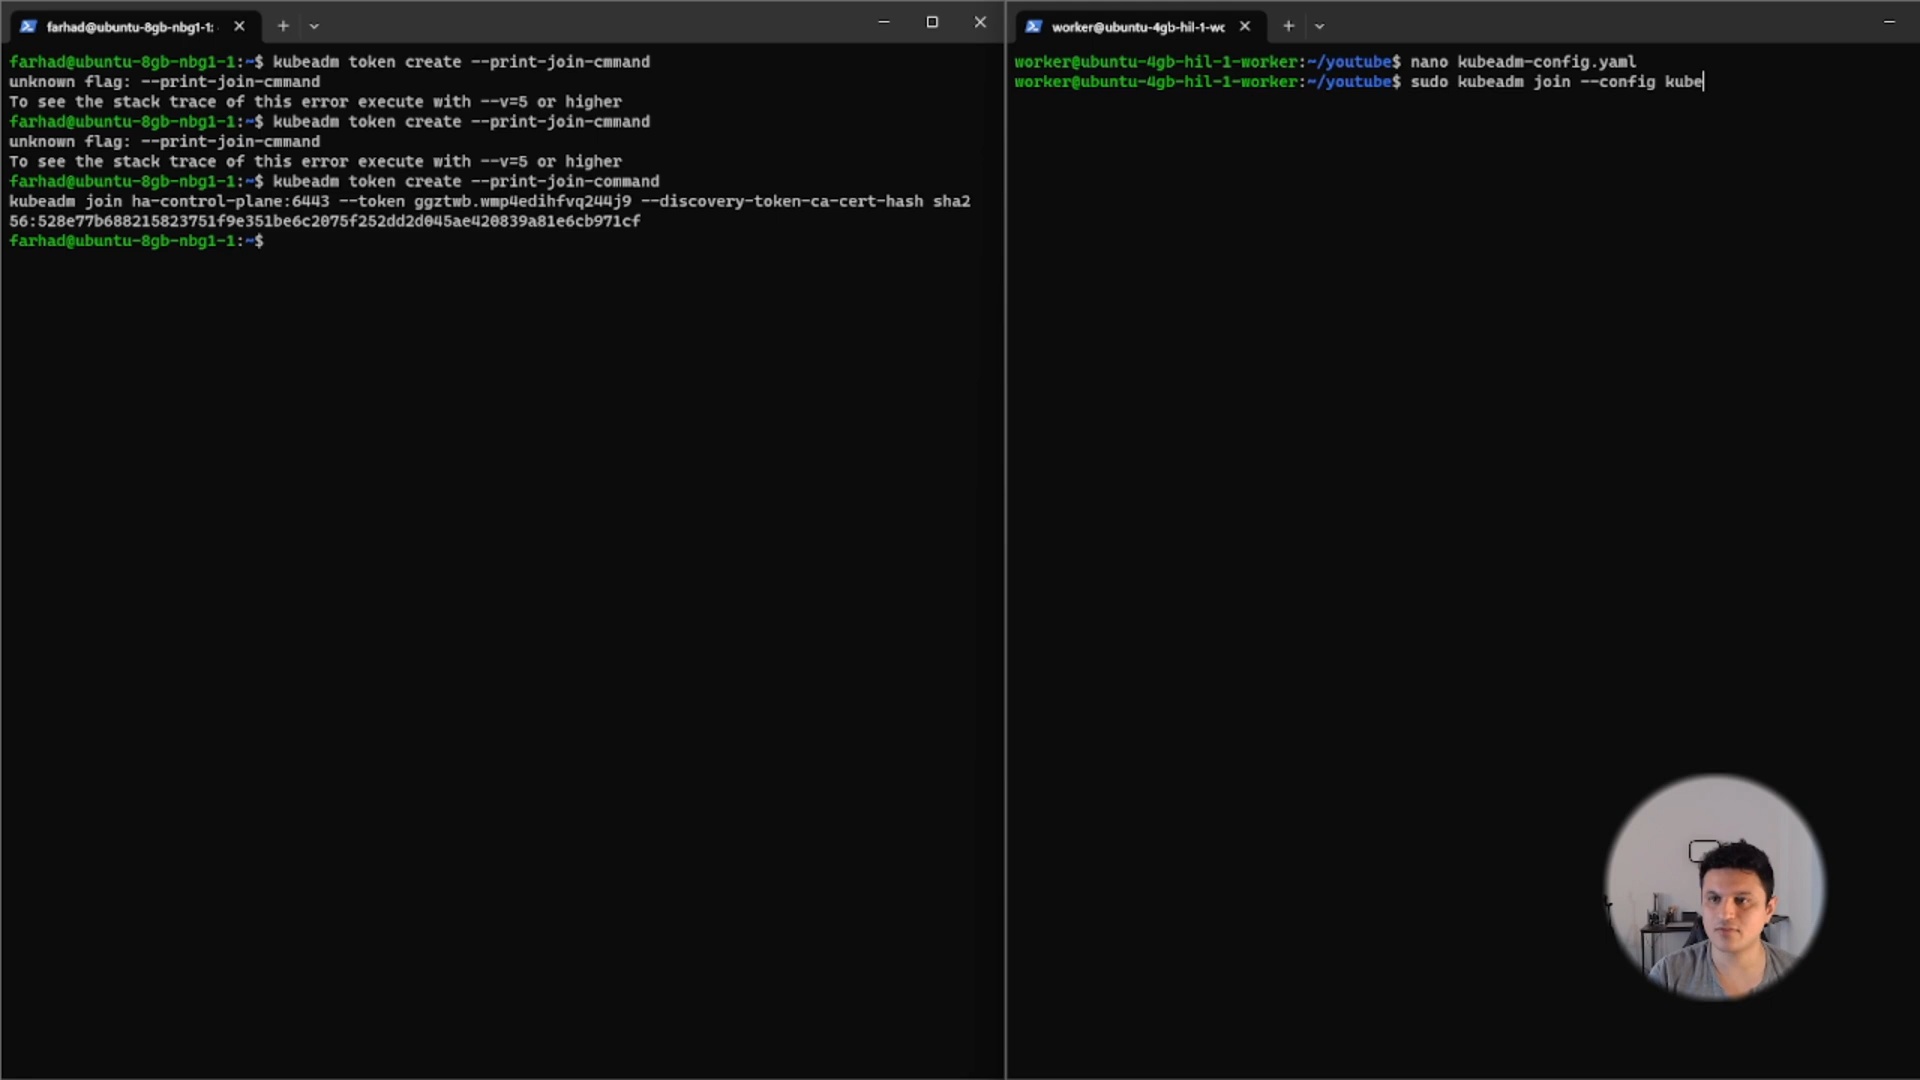 farhad@ubuntu-8gb-nbg1-1:
farhad@ubuntu-8gb-nbg1-1:~$ kubeadm token create --print-join-cmmand
unknown flag: --print-join-cmmand
To see the stack trace of this error execute with --v=5 or higher
farhad@ubuntu-8gb-nbg1-1:~$ kubeadm token create --print-join-cmmand
unknown flag: --print-join-cmmand
To see the stack trace of this error execute with --v=5 or higher
farhad@ubuntu-8gb-nbg1-1:~$ kubeadm token create --print-join-command
kubeadm join ha-control-plane:6443 --token ggztwb.wmp4edihfvq244j9 --discovery-token-ca-cert-hash sha2
56:528e77b688215823751f9e351be6c2075f252dd2d045ae420839a81e6cb971cf
farhad@ubuntu-8gb-nbg1-1:~$
worker@ubuntu-4gb-hil-1-wc
worker@ubuntu-4gb-hil-1-worker:~/youtube$ nano kubeadm-config.yaml
worker@ubuntu-4gb-hil-1-worker:~/youtube$ sudo kubeadm join --config kube